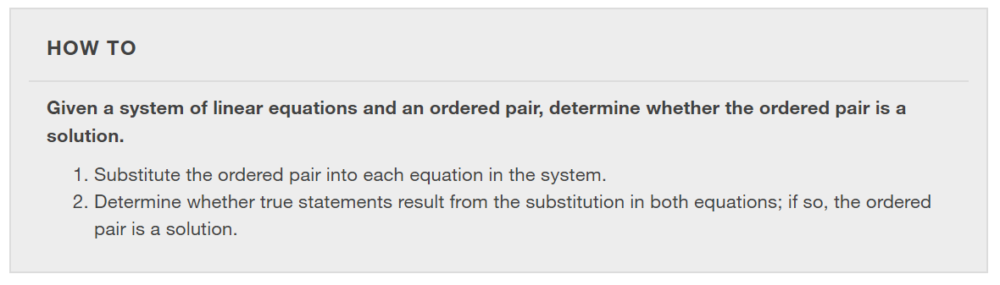 HOW TO
Given a system of linear equations and an ordered pair, determine whether the ordered pair is a
solution.
1. Substitute the ordered pair into each equation in the system.
2. Determine whether true statements result from the substitution in both equations; if so, the ordered
pair is a solution.